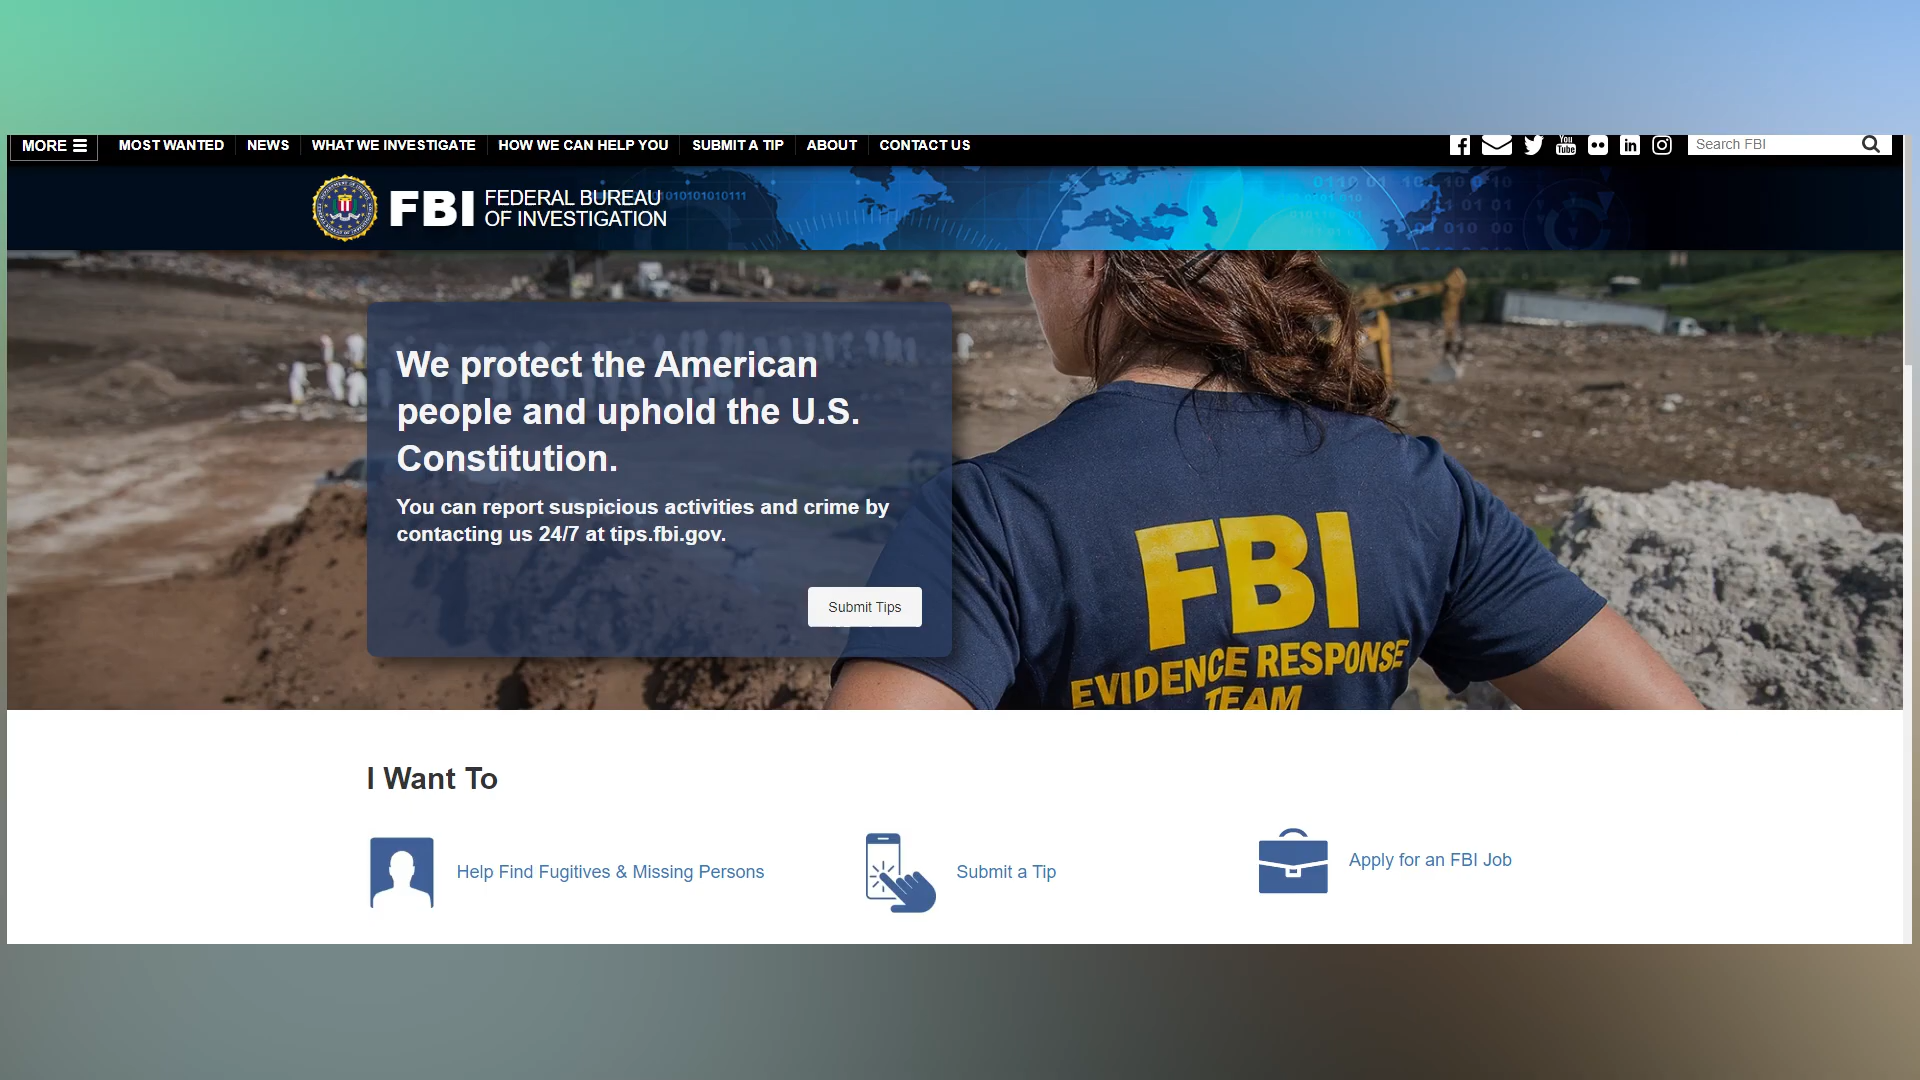 MORE
MOST WANTED
NEWS
WHAT WE INVESTIGATE
HOW WE CAN HELP YOU
SUBMIT A TIP
ABOUT
CONTACT US
You
Tube
in
Search FBI
FBI
FEDERAL BUREAU
OF INVESTIGATION
We protect the American
people and uphold the U.S.
Constitution.
You can report suspicious activities and crime by
contacting us 24/7 at tips.fbi.gov.
Submit Tips
FBI
EVIDENCE RESPONSE
TEAM
I Want To
Help Find Fugitives & Missing Persons
Submit a Tip
Apply for an FBI Job